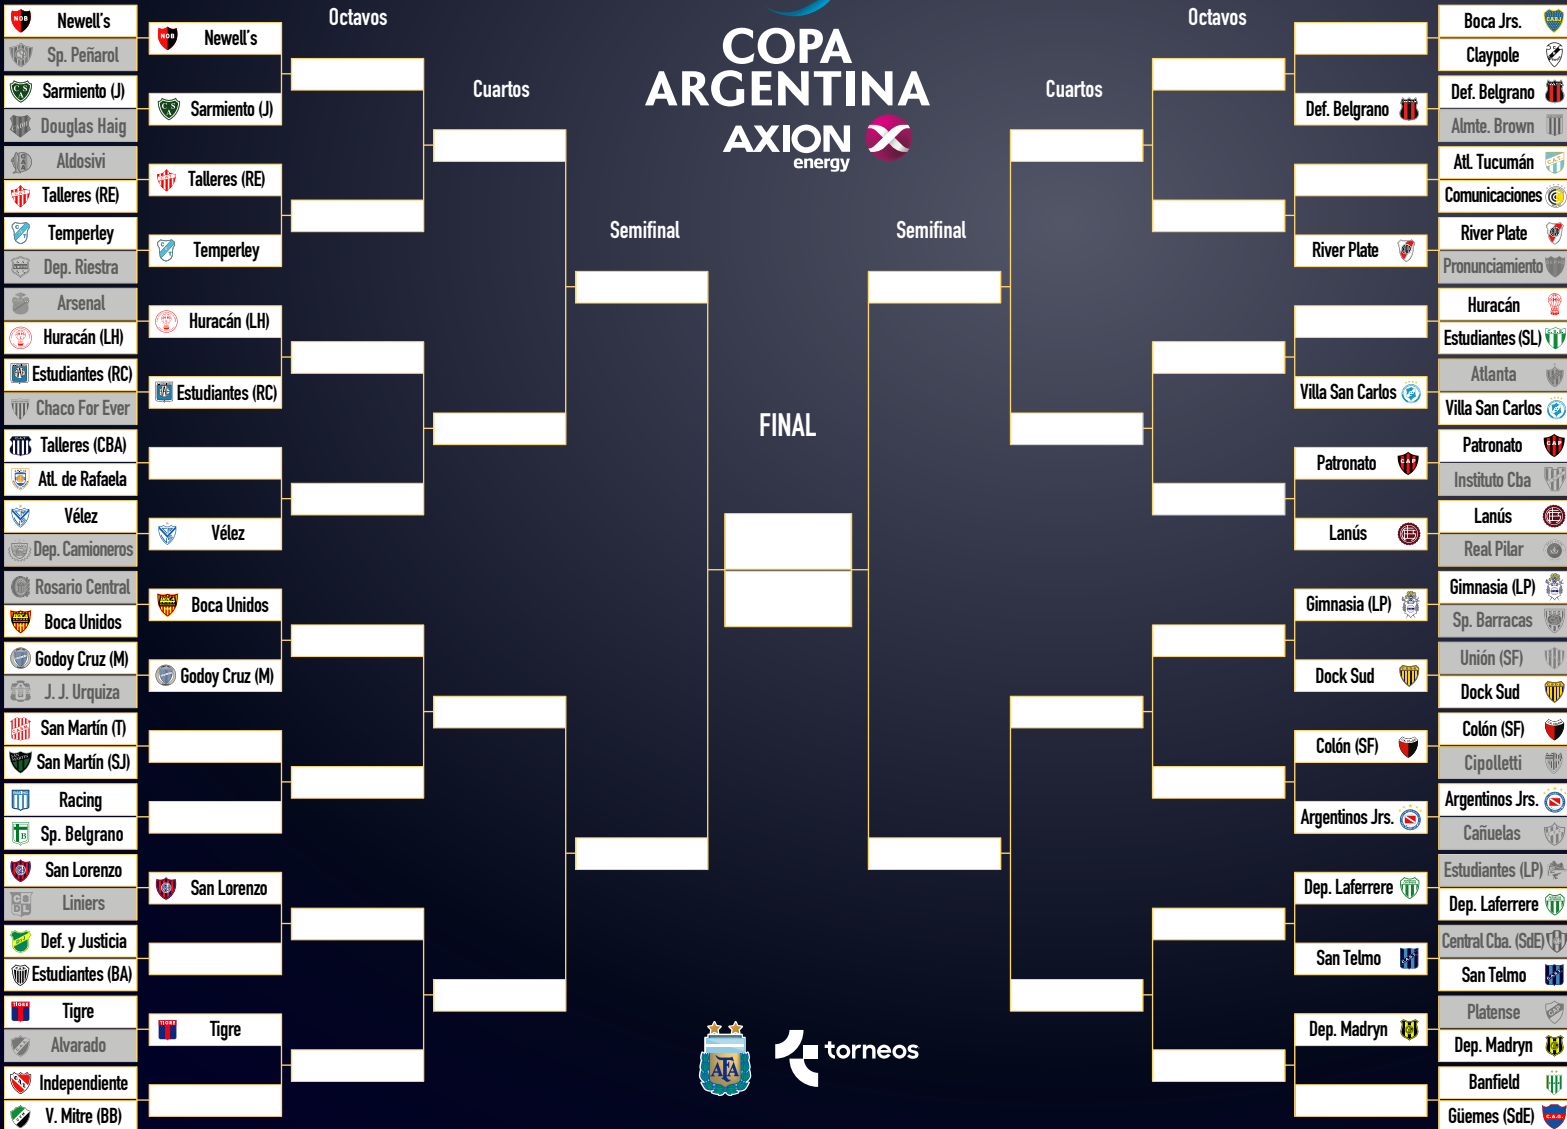 Octavos
Cuartos
Semifinal
COPA
ARGENTINA
AXION
energy
Octavos
Cuartos
Semifinal
FINAL
Newell's
Sp. Peñarol
Sarmiento (J)
Douglas Haig
Aldosivi
Talleres (RE)
Temperley
Dep. Riestra
Arsenal
Huracán (LH)
Estudiantes (RC)
Chaco For Ever
Talleres (CBA)
Atl. de Rafaela
Vélez
Dep. Camioneros
Rosario Central
Boca Unidos
Godoy Cruz (M)
J. J. Urquiza
San Martín (T)
San Martín (SJ)
Racing
Sp. Belgrano
San Lorenzo
Liniers
Def. y Justicia
Estudiantes (BA)
Tigre
Alvarado
Independiente
V. Mitre (BB)
Newell's
Sarmiento (J)
Talleres (RE)
Temperley
Huracán (LH)
Estudiantes (RC)
Vélez
Boca Unidos
Godoy Cruz (M)
San Lorenzo
Tigre
Def. Belgrano
River Plate
Villa San Carlos
Patronato
Lanús
Gimnasia (LP)
Dock Sud
Colón (SF)
Argentinos Jrs.
Dep. Laferrere
San Telmo
Dep. Madryn
Boca Jrs.
Claypole
Def. Belgrano
Almte. Brown
Atl. Tucumán
Comunicaciones
River Plate
Pronunciamiento
Huracán
Estudiantes (SL)
Atlanta
Villa San Carlos
Patronato
Instituto Cba
Lanús
Real Pilar
Gimnasia (LP)
Sp. Barracas
Unión (SF)
Dock Sud
Colón (SF)
Cipolletti
Argentinos Jrs.
Cañuelas
Estudiantes (LP)
Dep. Laferrere
Central Cba. (SdE)
San Telmo
Platense
Dep. Madryn
Banfield
Güemes (SdE)
AFA
torneos